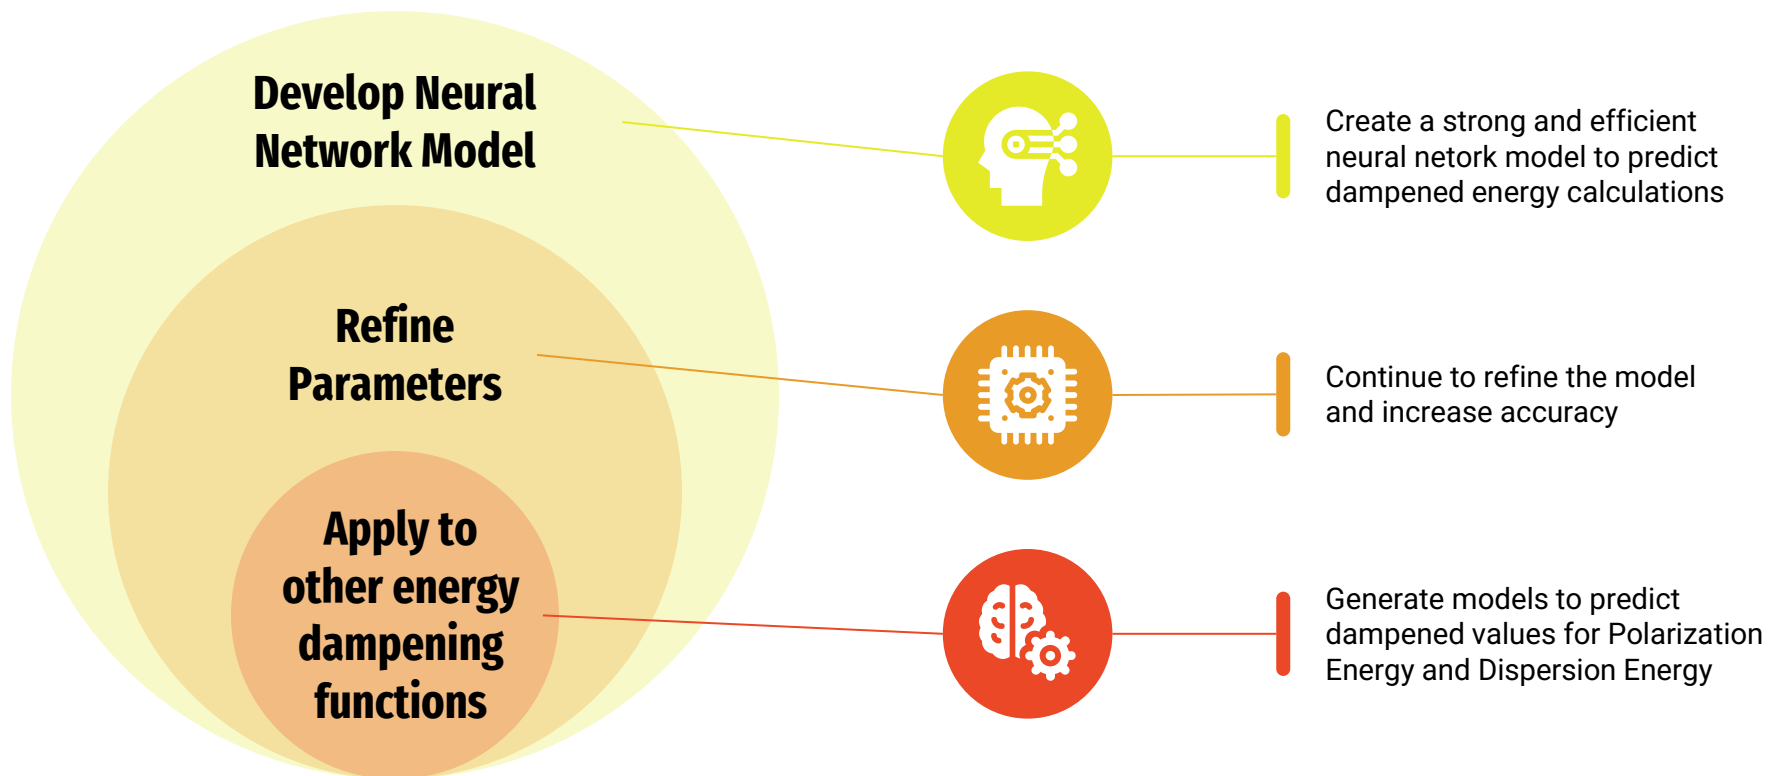 Develop Neural
Network Model
Create a strong and efficient
neural netork model to predict
dampened energy calculations
Refine
Parameters
Continue to refine the model
and increase accuracy
Apply to
other energy
dampening
functions
Generate models to predict
dampened values for Polarization
Energy and Dispersion Energy